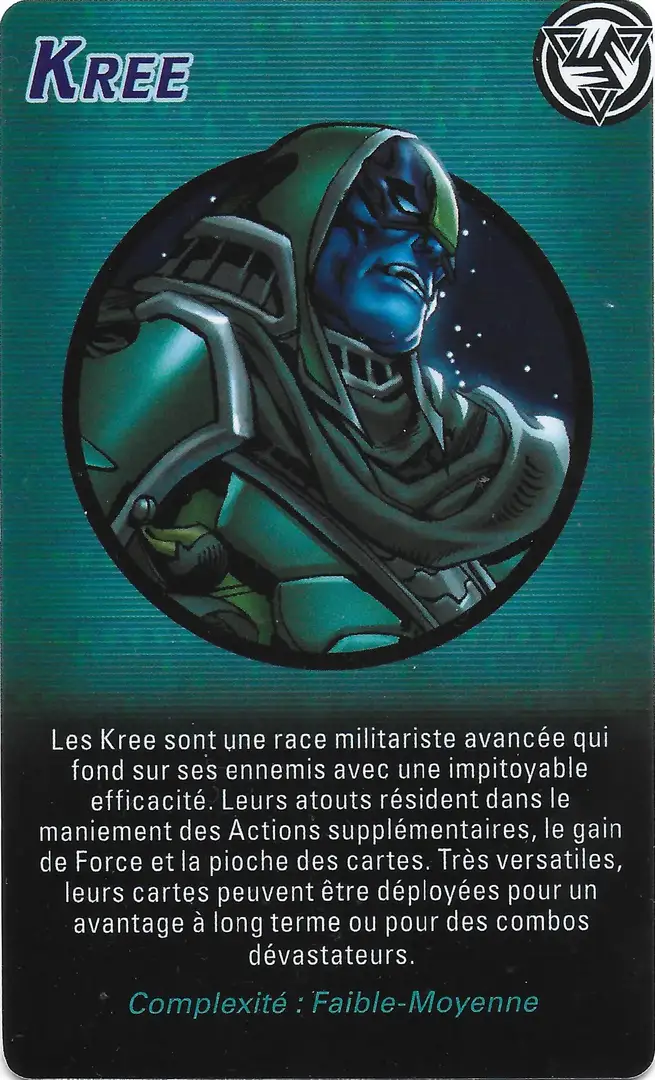 KREE
Les Kree sont une race militariste avancée qui
fond sur ses ennemis avec une impitoyable
efficacité. Leurs atouts résident dans le
maniement des Actions supplémentaires, le gain
de Force et la pioche des cartes. Très versatiles,
leurs cartes peuvent être déployées pour un
avantage à long terme ou pour des combos
dévastateurs.
Complexité : Faible-Moyenne